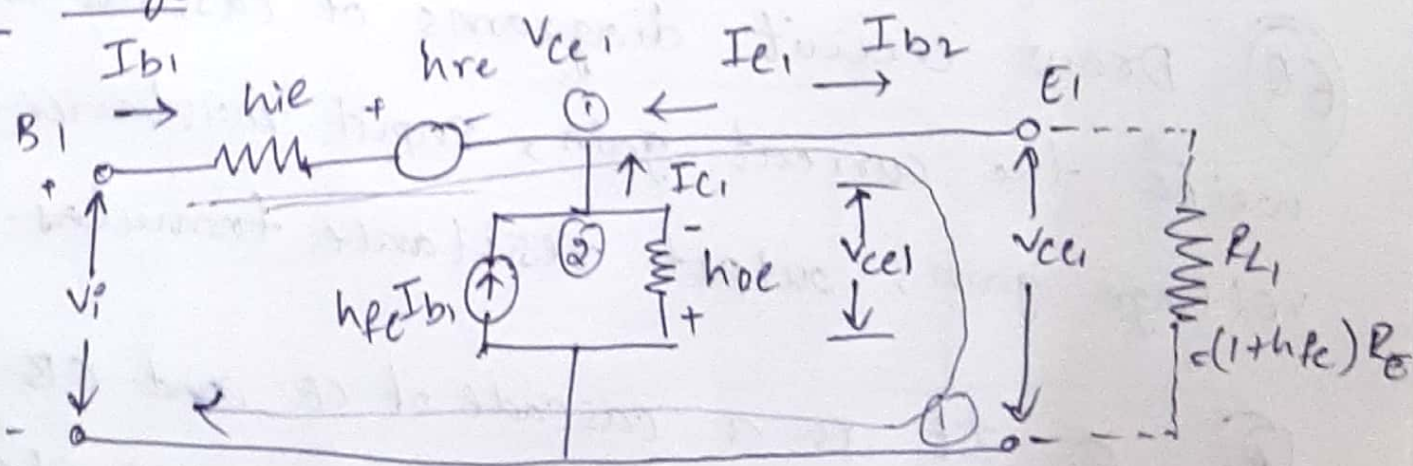 Ib1 hie + hre Vce1 - ① Ie1 Ib2 E1
B1
+ ↑ Ic1
Vi hfeIb1 ② - hoe + Vce1 Vce1 RL1
=(1+hfe)RE
- ①